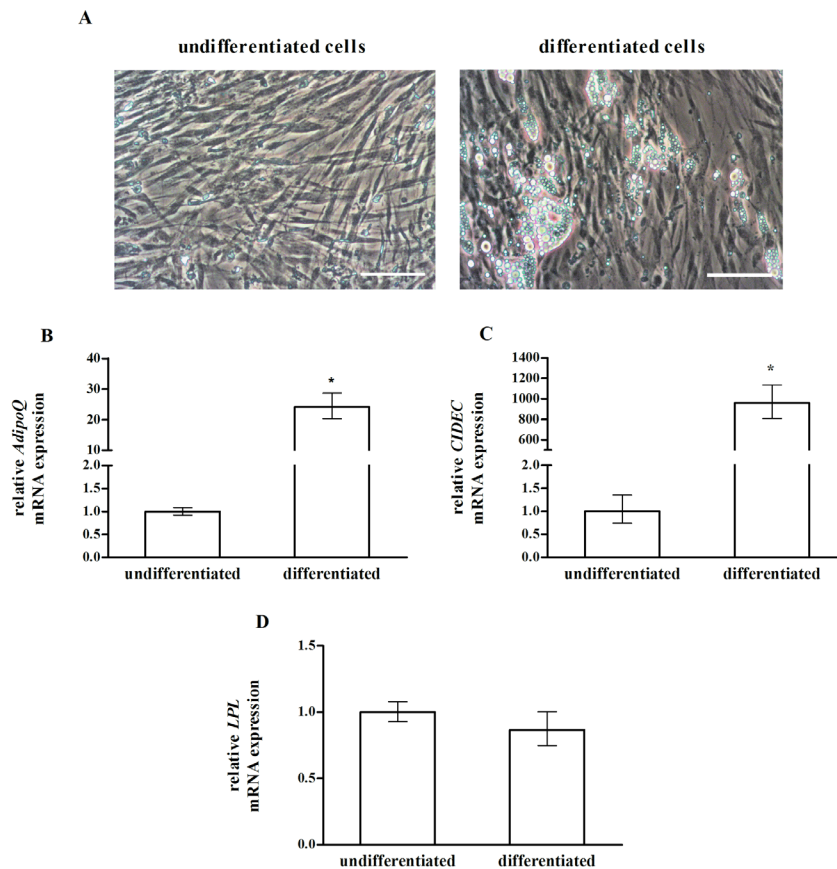 A
undifferentiated cells
differentiated cells
B
relative AdipoQ
mRNA expression
40
30
20
10
2.0
1.5
1.0
0.5
0.0
*
undifferentiated
differentiated
C
relative CIDEC
mRNA expression
1400
1200
1000
800
600
400
200
2.0
1.5
1.0
0.5
0.0
*
undifferentiated
differentiated
D
relative LPL
mRNA expression
1.5
1.0
0.5
0.0
undifferentiated
differentiated